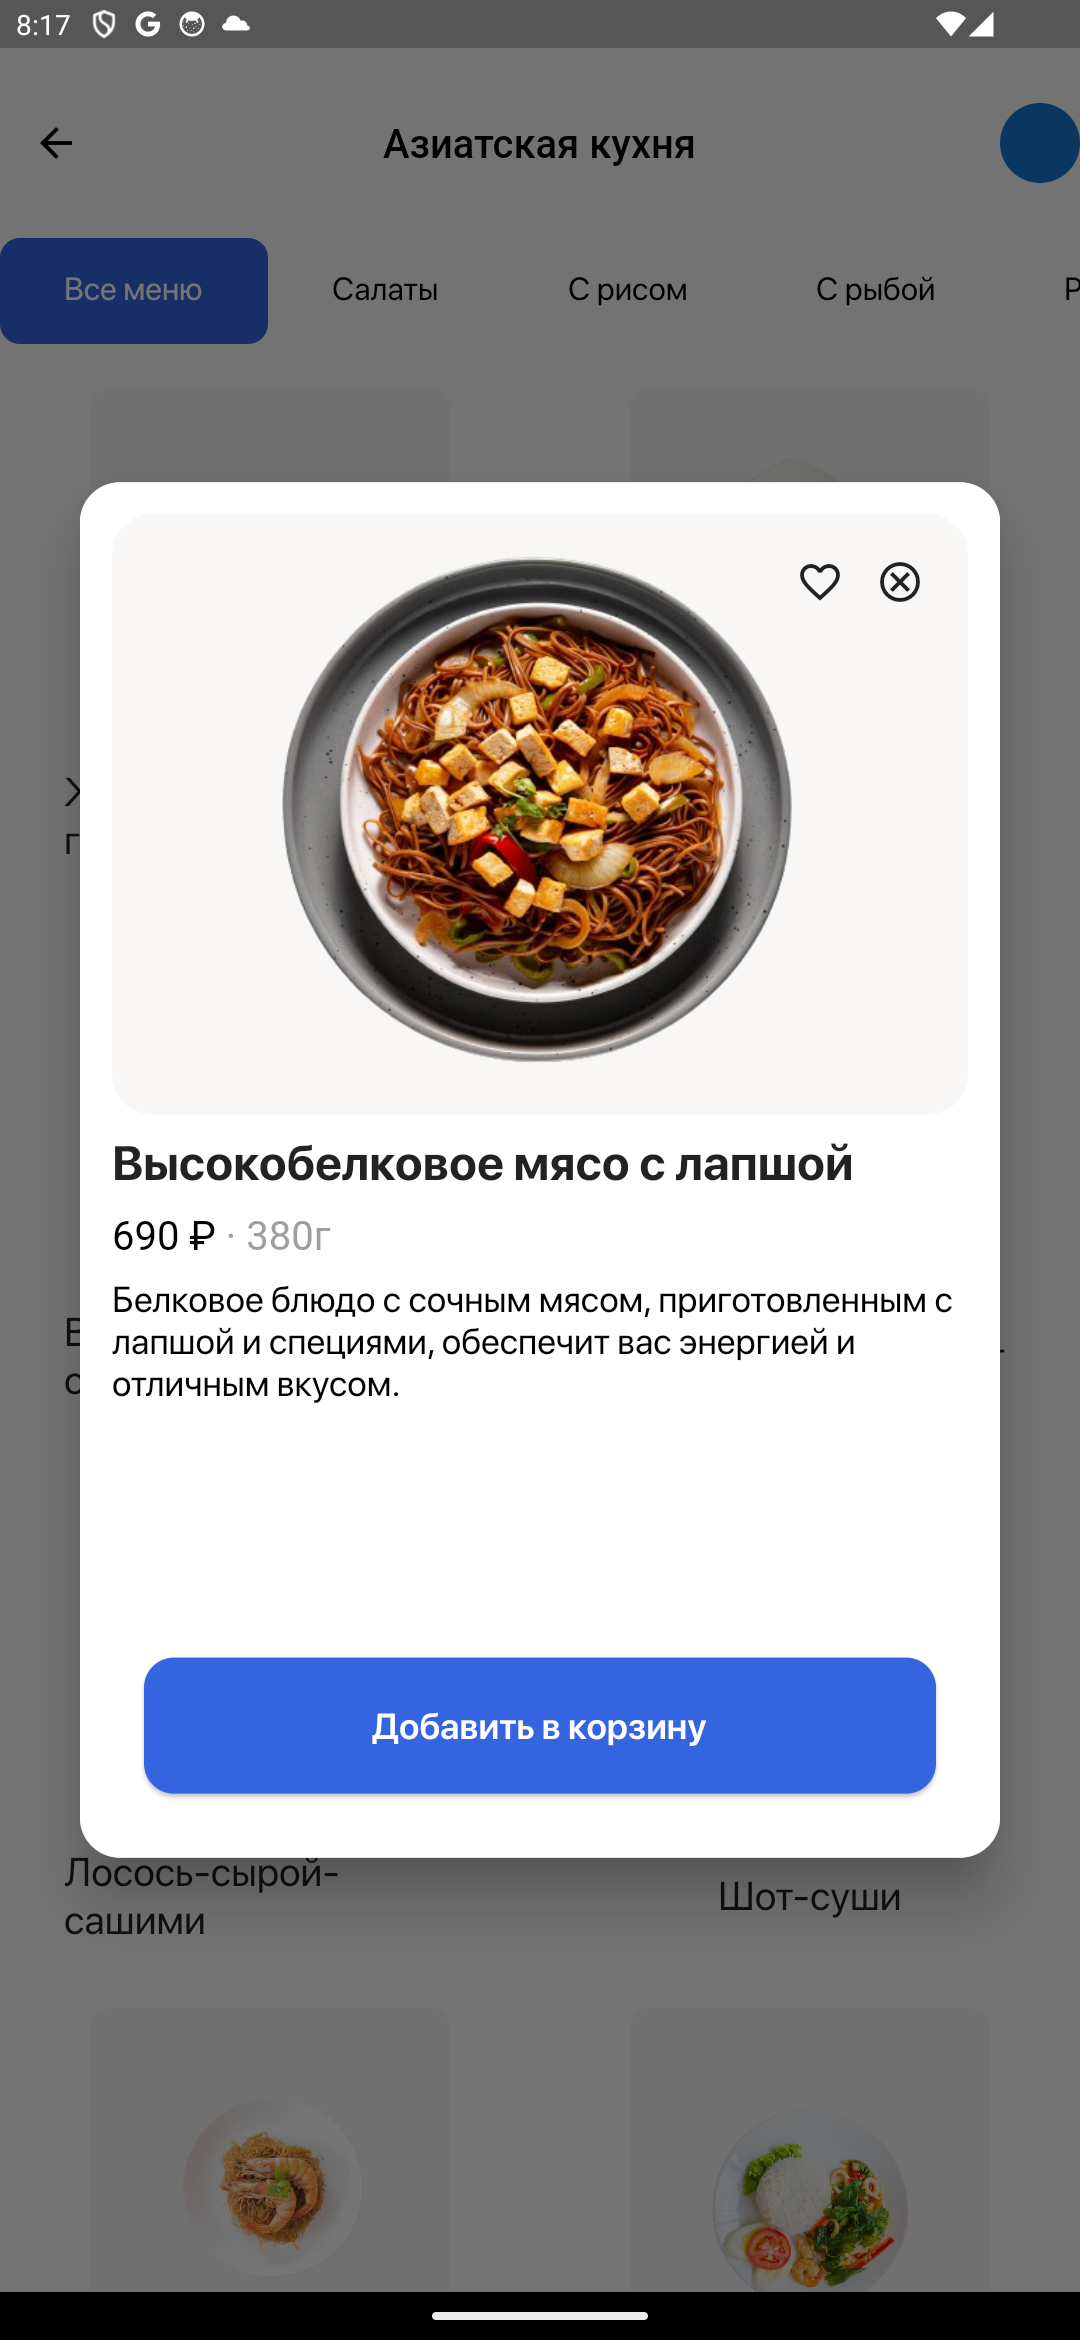 8:17
Азиатская кухня
Все меню
Салаты
С рисом
С рыбой
Высокобелковое мясо с лапшой
690 ₽ · 380г
Белковое блюдо с сочным мясом, приготовленным с
лапшой и специями, обеспечит вас энергией и
отличным вкусом.
Добавить в корзину
Лосось-сырой-
сашими
Шот-суши